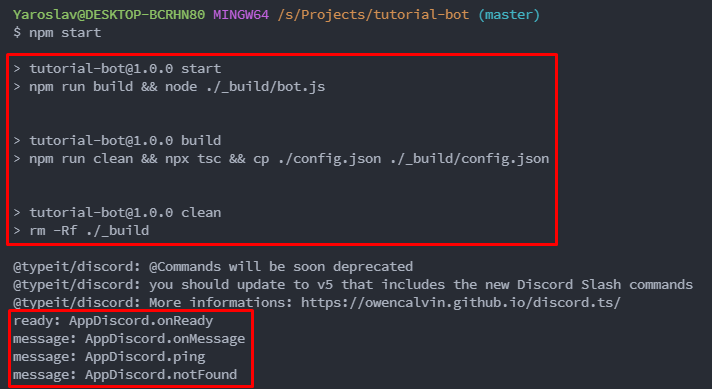 Yaroslav@DESKTOP-BCRHN80 MINGW64 /s/Projects/tutorial-bot (master)
$ npm start
> tutorial-bot@1.0.0 start
> npm run build && node ./_build/bot.js
> tutorial-bot@1.0.0 build
> npm run clean && npx tsc && cp ./config.json ./_build/config.json
> tutorial-bot@1.0.0 clean
> rm -Rf ./_build
@typeit/discord: @Commands will be soon deprecated
@typeit/discord: you should update to v5 that includes the new Discord Slash commands
@typeit/discord: More informations: https://owencalvin.github.io/discord.ts/
ready: AppDiscord.onReady
message: AppDiscord.onMessage
message: AppDiscord.ping
message: AppDiscord.notFound